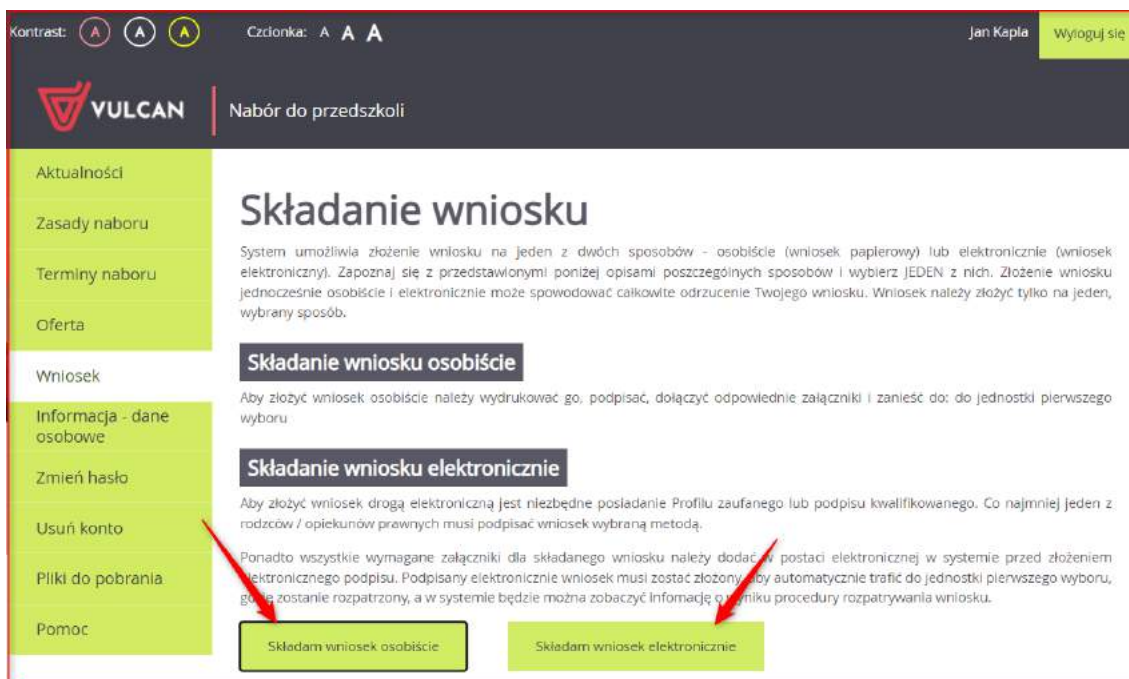 Kontrast: A A A Czcionka: A A A Jan Kapla Wyloguj się
VULCAN Nabór do przedszkoli
Aktualności
Zasady naboru
Terminy naboru
Oferta
Wniosek
Informacja - dane
osobowe
Zmień hasło
Usuń konto
Pliki do pobrania
Pomoc
Składanie wniosku
System umożliwia złożenie wniosku na jeden z dwóch sposobów - osobiście (wniosek papierowy) lub elektronicznie (wniosek
elektroniczny). Zapoznaj się z przedstawionymi poniżej opisami poszczególnych sposobów i wybierz JEDEN z nich. Złożenie wniosku
jednocześnie osobiście i elektronicznie może spowodować całkowite odrzucenie Twojego wniosku. Wniosek należy złożyć tylko na jeden,
wybrany sposób.
Składanie wniosku osobiście
Aby złożyć wniosek osobiście należy wydrukować go, podpisać, dołączyć odpowiednie załączniki i zanieść do: do jednostki pierwszego
wyboru
Składanie wniosku elektronicznie
Aby złożyć wniosek drogą elektroniczną jest niezbędne posiadanie Profilu zaufanego lub podpisu kwalifikowanego. Co najmniej jeden z
rodziców / opiekunów prawnych musi podpisać wniosek wybraną metodą.
Ponadto wszystkie wymagane załączniki dla składanego wniosku należy dodać w postaci elektronicznej w systemie przed złożeniem
elektronicznego podpisu. Podpisany elektronicznie wniosek musi zostać złożony, aby automatycznie trafić do jednostki pierwszego wyboru,
gdzie zostanie rozpatrzony, a w systemie będzie można zobaczyć infomację o wyniku procedury rozpatrywania wniosku.
Składam wniosek osobiście Składam wniosek elektronicznie